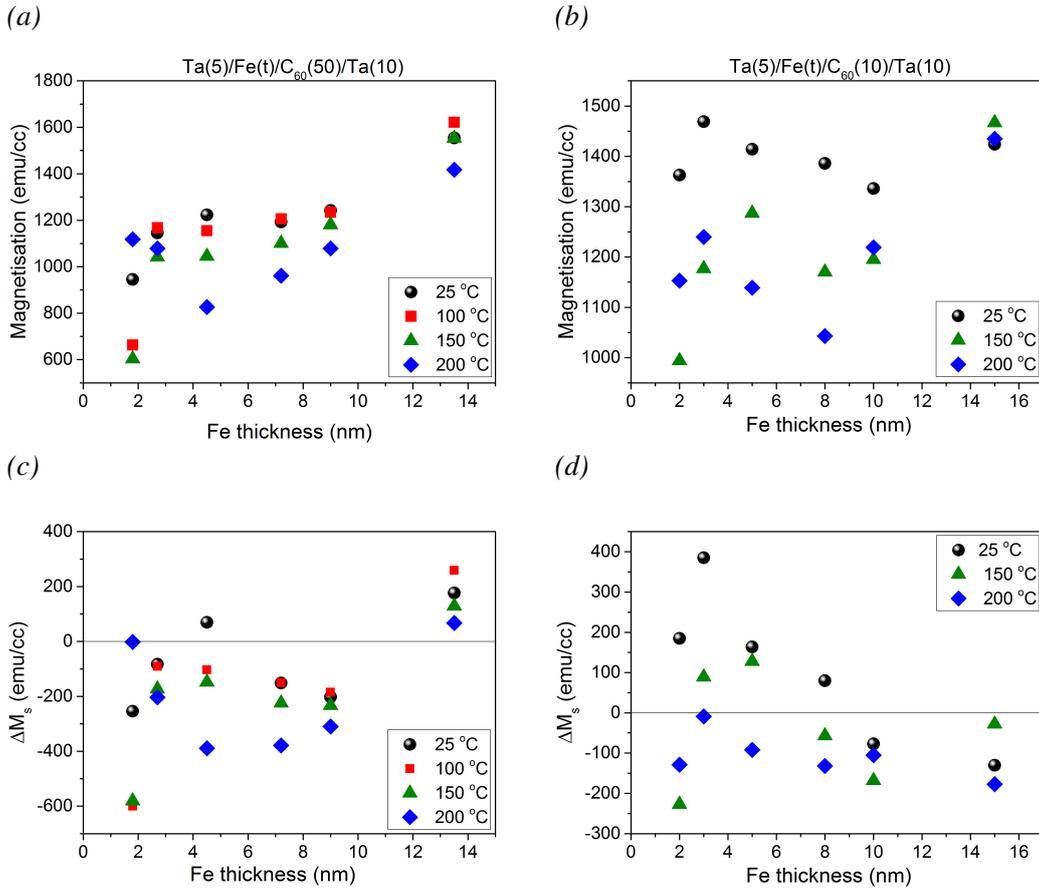 (a)
Ta(5)/Fe(t)/C60(50)/Ta(10)
1800
1600
1400
1200
1000
800
600
Magnetisation (emu/cc)
25 °C
100 °C
150 °C
200 °C
0 2 4 6 8 10 12 14
Fe thickness (nm)
(b)
Ta(5)/Fe(t)/C60(10)/Ta(10)
1500
1400
1300
1200
1100
1000
Magnetisation (emu/cc)
25 °C
150 °C
200 °C
0 2 4 6 8 10 12 14 16
Fe thickness (nm)
(c)
400
200
0
-200
-400
-600
ΔMs (emu/cc)
25 °C
100 °C
150 °C
200 °C
0 2 4 6 8 10 12 14
Fe thickness (nm)
(d)
400
300
200
100
0
-100
-200
-300
ΔMs (emu/cc)
25 °C
150 °C
200 °C
0 2 4 6 8 10 12 14 16
Fe thickness (nm)